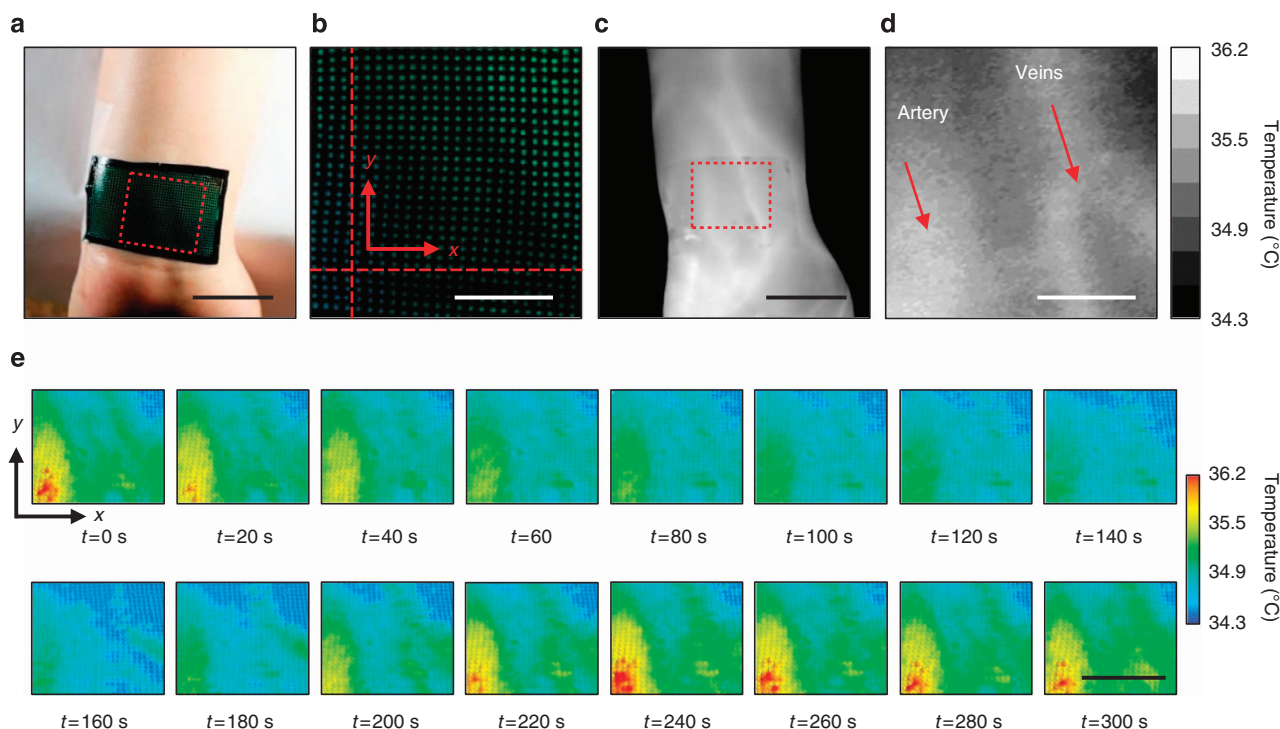 a
b
c
d
y
x
Artery
Veins
36.2
35.5
34.9
34.3
Temperature (°C)
e
y
x
t=0 s
t=20 s
t=40 s
t=60
t=80 s
t=100 s
t=120 s
t=140 s
36.2
35.5
34.9
34.3
Temperature (°C)
t=160 s
t=180 s
t=200 s
t=220 s
t=240 s
t=260 s
t=280 s
t=300 s